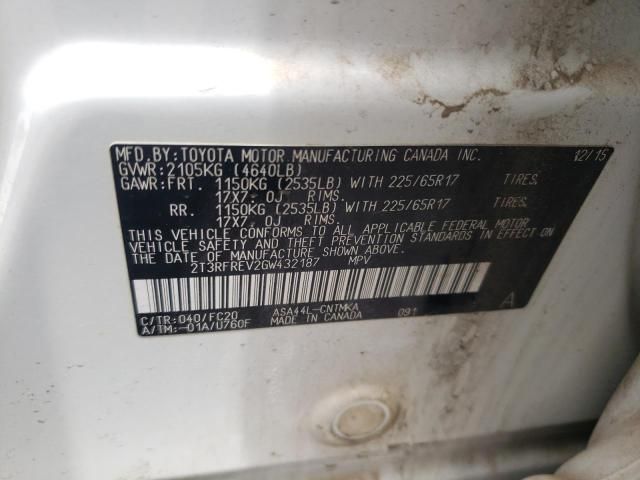 MFD.BY:TOYOTA MOTOR MANUFACTURING CANADA INC. 12/15
GVWR:2105KG (4640LB)
GAWR:FRT. 1150KG (2535LB) WITH 225/65R17 TIRES,
17X7.0J RIMS.
RR. 1150KG (2535LB) WITH 225/65R17 TIRES,
17X7.0J RIMS.
THIS VEHICLE CONFORMS TO ALL APPLICABLE FEDERAL MOTOR
VEHICLE SAFETY AND THEFT PREVENTION STANDARDS IN EFFECT ON
THE DATE OF MANUFACTURE SHOWN ABOVE.
2T3RFREV2GW432187 MPV
C/TR:040/FC20 ASA44L-CNTMKA A
A/TM:-01A/U760F MADE IN CANADA 091